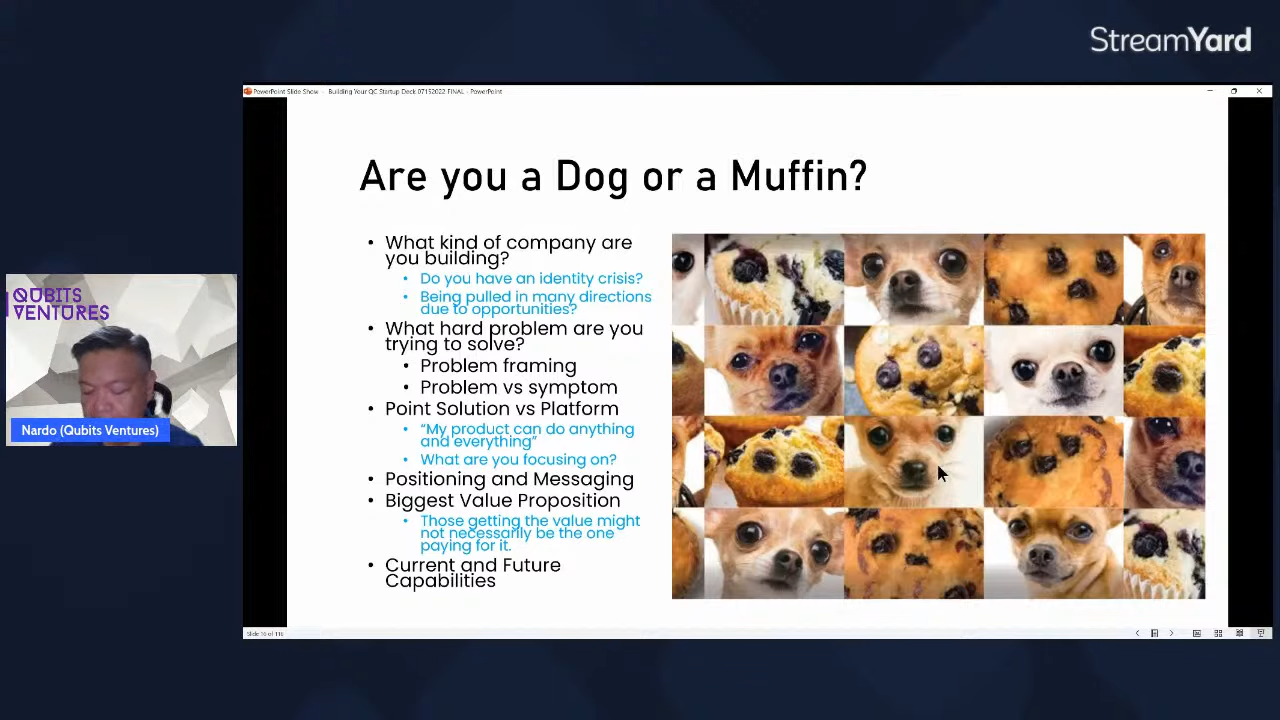 StreamYard
PowerPoint Slide Show - Building Your QC Startup Deck 07152022 FINAL - PowerPoint
Are you a Dog or a Muffin?
• What kind of company are
you building?
• Do you have an identity crisis?
• Being pulled in many directions
due to opportunities?
• What hard problem are you
trying to solve?
• Problem framing
• Problem vs symptom
• Point Solution vs Platform
• “My product can do anything
and everything”
• What are you focusing on?
• Positioning and Messaging
• Biggest Value Proposition
• Those getting the value might
not necessarily be the one
paying for it.
• Current and Future
Capabilities
QUBITS
VENTURES
Nardo (Qubits Ventures)
Slide 16 of 116